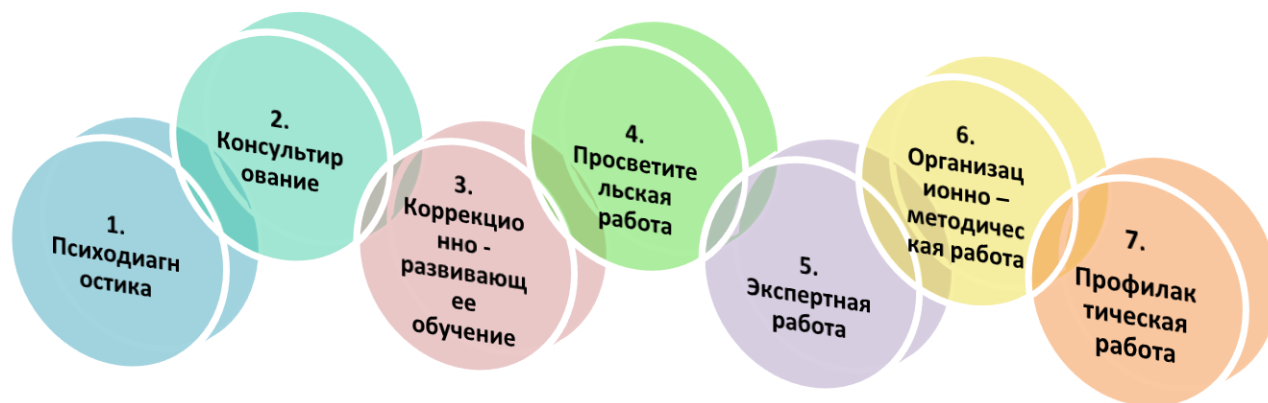 1.
Психодиагн
остика
2.
Консультир
ование
3.
Коррекцио
нно -
развивающ
ее
обучение
4.
Просветите
льская
работа
5.
Экспертная
работа
6.
Организац
ионно –
методичес
кая работа
7.
Профилак
тическая
работа